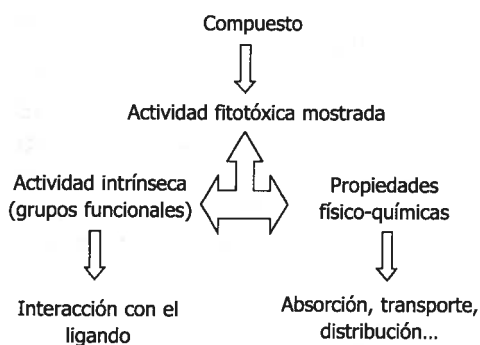 Compuesto
Actividad fitotóxica mostrada
Actividad intrínseca
(grupos funcionales)
Propiedades
físico-químicas
Interacción con el
ligando
Absorción, transporte,
distribución...